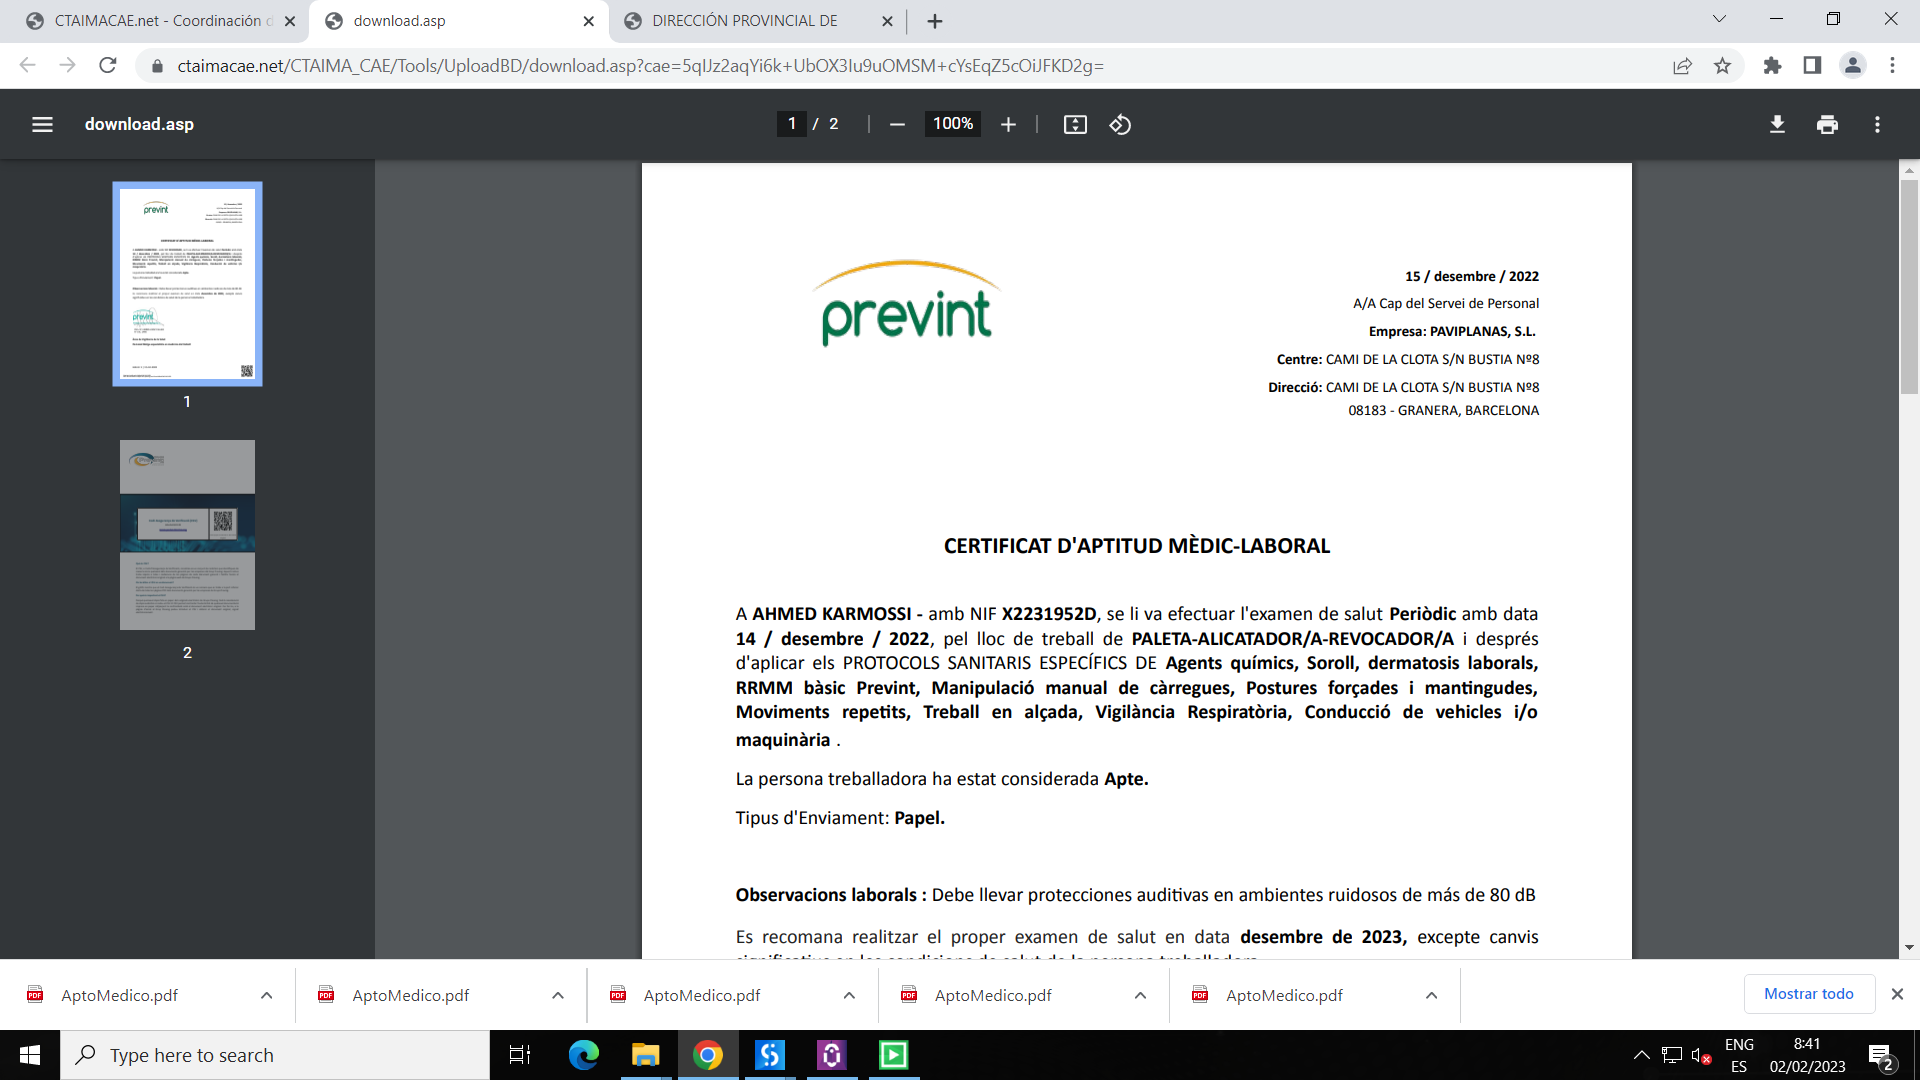 CTAIMACAE.net - Coordinación d
download.asp
DIRECCIÓN PROVINCIAL DE
ctaimacae.net/CTAIMA_CAE/Tools/UploadBD/download.asp?cae=5qIJz2aqYi6k+UbOX3Iu9uOMSM+cYsEqZ5cOiJFKD2g=
download.asp
1 / 2
100%
prevint
1
2
prevint
15 / desembre / 2022
A/A Cap del Servei de Personal
Empresa: PAVIPLANAS, S.L.
Centre: CAMI DE LA CLOTA S/N BUSTIA Nº8
Direcció: CAMI DE LA CLOTA S/N BUSTIA Nº8
08183 - GRANERA, BARCELONA
CERTIFICAT D'APTITUD MÈDIC-LABORAL
A AHMED KARMOSSI - amb NIF X2231952D, se li va efectuar l'examen de salut Periòdic amb data
14 / desembre / 2022, pel lloc de treball de PALETA-ALICATADOR/A-REVOCADOR/A i després
d'aplicar els PROTOCOLS SANITARIS ESPECÍFICS DE Agents químics, Soroll, dermatosis laborals,
RRMM bàsic Prevint, Manipulació manual de càrregues, Postures forçades i mantingudes,
Moviments repetits, Treball en alçada, Vigilància Respiratòria, Conducció de vehicles i/o
maquinària .
La persona treballadora ha estat considerada Apte.
Tipus d'Enviament: Papel.
Observacions laborals : Debe llevar protecciones auditivas en ambientes ruidosos de más de 80 dB
Es recomana realitzar el proper examen de salut en data desembre de 2023, excepte canvis
AptoMedico.pdf
AptoMedico.pdf
AptoMedico.pdf
AptoMedico.pdf
AptoMedico.pdf
Mostrar todo
Type here to search
ENG
ES
8:41
02/02/2023
2